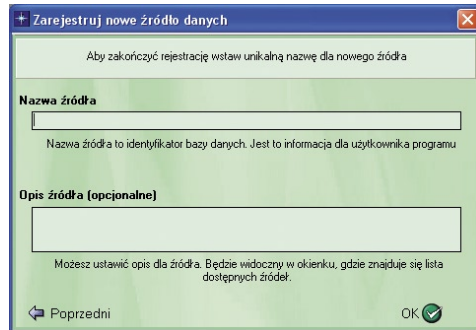 Zarejestruj nowe źródło danych
Aby zakończyć rejestrację wstaw unikalną nazwę dla nowego źródła
Nazwa źródła
Nazwa źródła to identyfikator bazy danych. Jest to informacja dla użytkownika programu
Opis źródła (opcjonalne)
Możesz ustawić opis dla źródła. Będzie widoczny w okienku, gdzie znajduje się lista
dostępnych źródeł.
Poprzedni OK